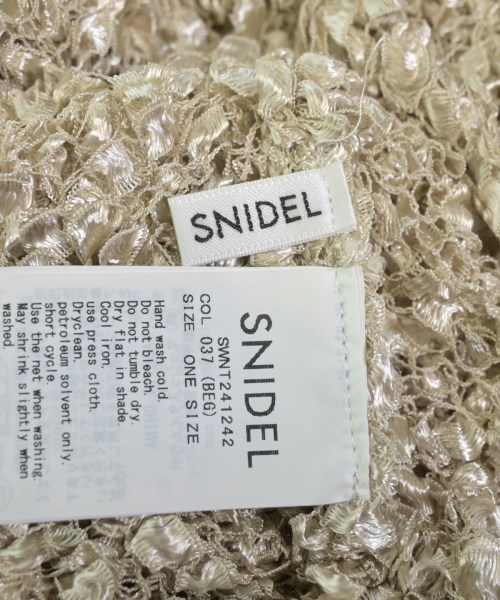 SNIDEL
SNIDEL
SWNT241242
COL 037(BEG)
SIZE ONE SIZE
Hand wash cold.
Do not bleach.
Do not tumble dry.
Dry flat in shade.
Cool iron.
use press cloth.
Dryclean.
petroleum solvent only.
short cycle.
Use the net when washing.
May shrink slightly when
washed.